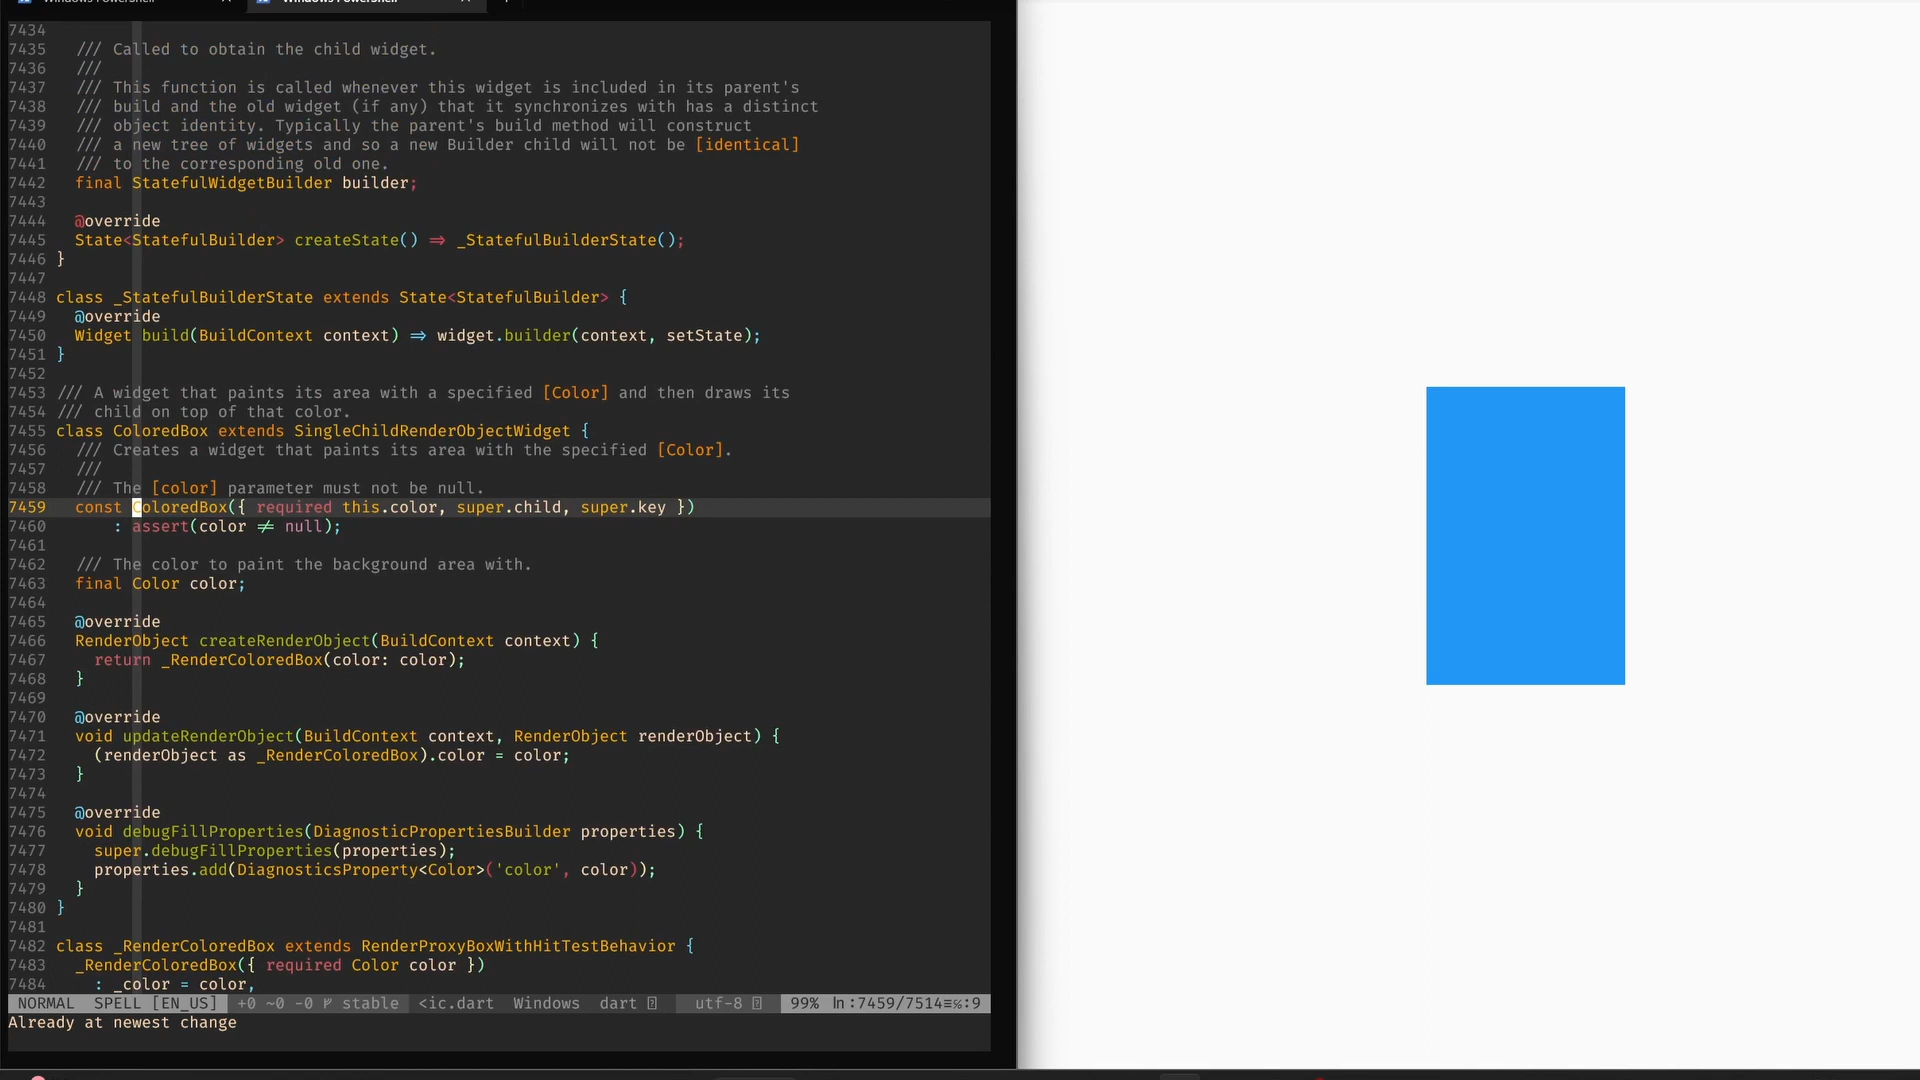 Windows PowerShell
Windows PowerShell
7434
7435   /// Called to obtain the child widget.
7436   ///
7437   /// This function is called whenever this widget is included in its parent's
7438   /// build and the old widget (if any) that it synchronizes with has a distinct
7439   /// object identity. Typically the parent's build method will construct
7440   /// a new tree of widgets and so a new Builder child will not be [identical]
7441   /// to the corresponding old one.
7442   final StatefulWidgetBuilder builder;
7443
7444   @override
7445   State<StatefulBuilder> createState() ⇒ _StatefulBuilderState();
7446 }
7447
7448 class _StatefulBuilderState extends State<StatefulBuilder> {
7449   @override
7450   Widget build(BuildContext context) ⇒ widget.builder(context, setState);
7451 }
7452
7453 /// A widget that paints its area with a specified [Color] and then draws its
7454 /// child on top of that color.
7455 class ColoredBox extends SingleChildRenderObjectWidget {
7456   /// Creates a widget that paints its area with the specified [Color].
7457   ///
7458   /// The [color] parameter must not be null.
7459   const ColoredBox({ required this.color, super.child, super.key })
7460       : assert(color ≠ null);
7461
7462   /// The color to paint the background area with.
7463   final Color color;
7464
7465   @override
7466   RenderObject createRenderObject(BuildContext context) {
7467     return _RenderColoredBox(color: color);
7468   }
7469
7470   @override
7471   void updateRenderObject(BuildContext context, RenderObject renderObject) {
7472     (renderObject as _RenderColoredBox).color = color;
7473   }
7474
7475   @override
7476   void debugFillProperties(DiagnosticPropertiesBuilder properties) {
7477     super.debugFillProperties(properties);
7478     properties.add(DiagnosticsProperty<Color>('color', color));
7479   }
7480 }
7481
7482 class _RenderColoredBox extends RenderProxyBoxWithHitTestBehavior {
7483   _RenderColoredBox({ required Color color })
7484     : _color = color,
NORMAL SPELL [EN_US] +0 ~0 -0 stable <ic.dart Windows dart utf-8 99% ln:7459/7514≡℅:9
Already at newest change